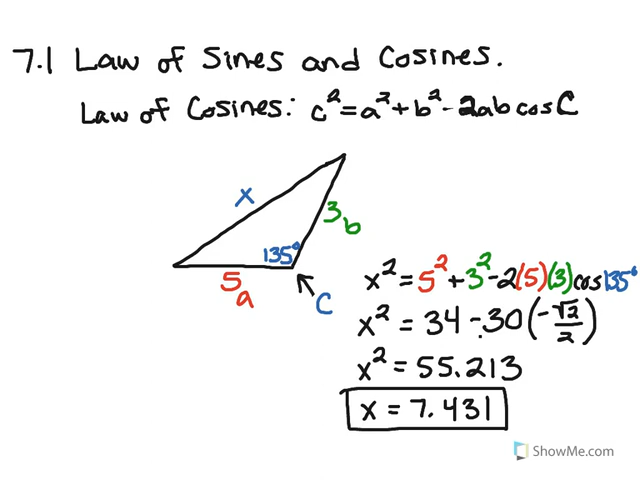 7.1 Law of Sines and Cosines.
Law of Cosines: c² = a² + b² - 2ab cos C
x
3
b
135°
5
a
C
x² = 5² + 3² - 2(5)(3) cos 135°
x² = 34 - 30 (-√2/2)
x² = 55.213
x = 7.431
ShowMe.com